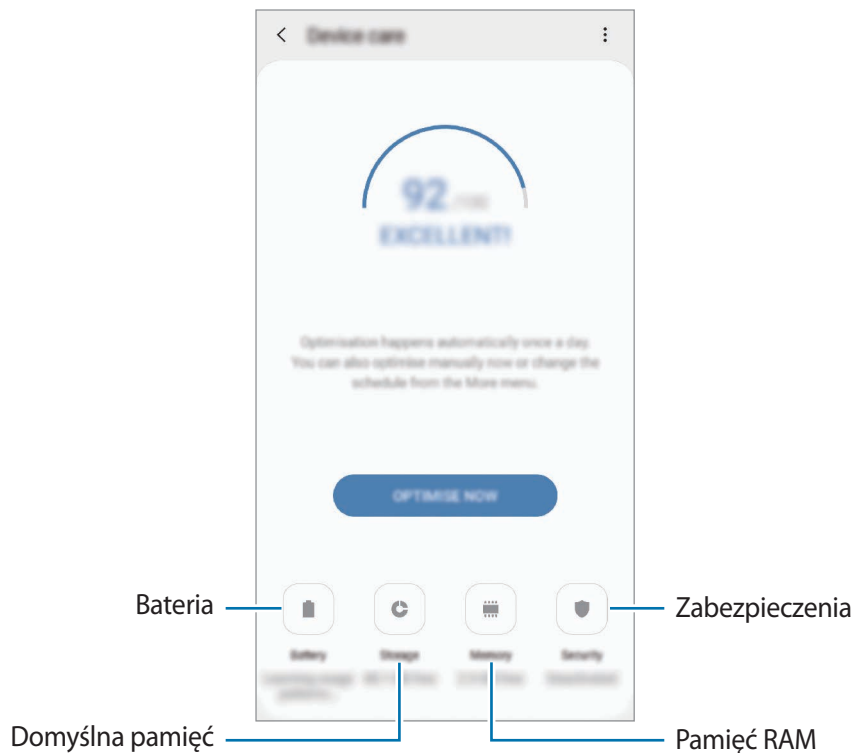 Device care
92
EXCELLENT!
Optimisation happens automatically once a day.
You can also optimise manually now or change the
schedule from the More menu.
OPTIMISE NOW
Bateria
Zabezpieczenia
Battery
Storage
Memory
Security
Domyślna pamięć
Pamięć RAM